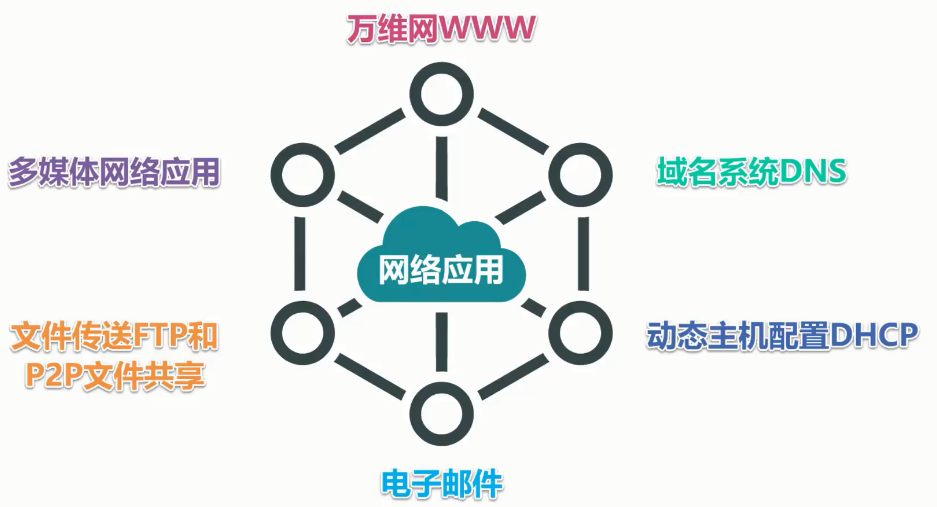 万维网WWW
多媒体网络应用
域名系统DNS
网络应用
文件传送FTP和
P2P文件共享
动态主机配置DHCP
电子邮件